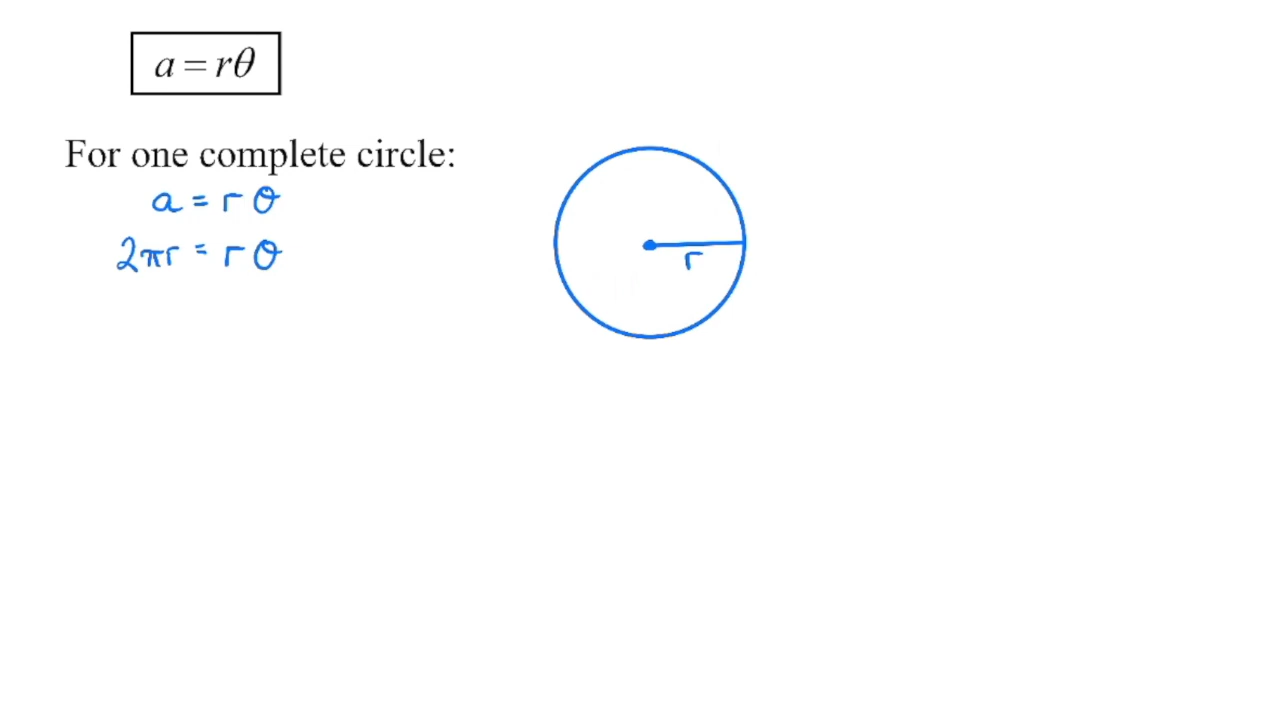 a = rθ
For one complete circle:
a = r θ
2πr = r θ
r